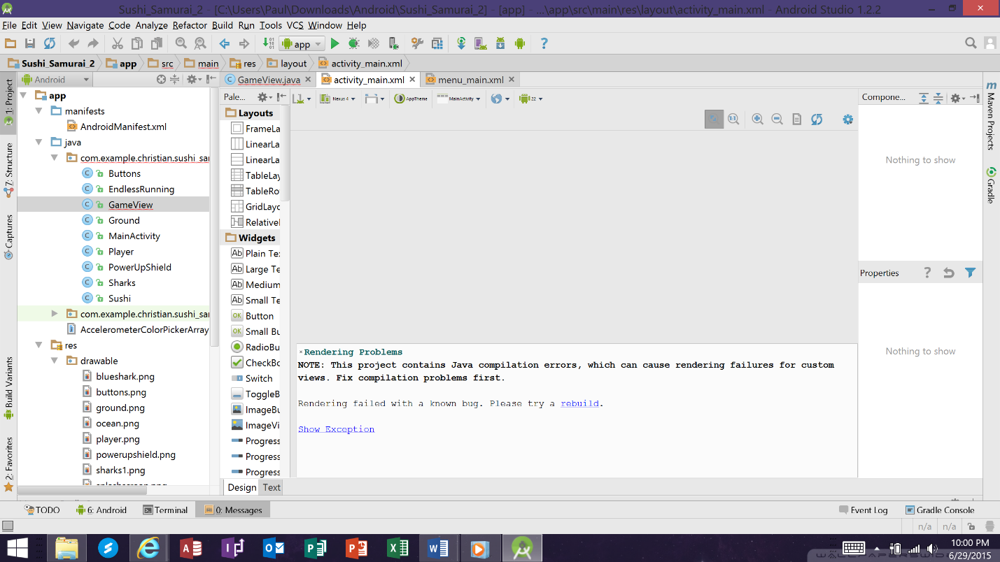 Sushi_Samurai_2 - [C:\Users\Paul\Downloads\Android\Sushi_Samurai_2] - [app] - ...\app\src\main\res\layout\activity_main.xml - Android Studio 1.2.2
File Edit View Navigate Code Analyze Refactor Build Run Tools VCS Window Help
app
Sushi_Samurai_2 app src main res layout activity_main.xml
Android
GameView.java activity_main.xml menu_main.xml
1: Project
7: Structure
Captures
Build Variants
2: Favorites
app
manifests
AndroidManifest.xml
java
com.example.christian.sushi_sar
Buttons
EndlessRunning
GameView
Ground
MainActivity
Player
PowerUpShield
Sharks
Sushi
com.example.christian.sushi_sar
AccelerometerColorPickerArray
res
drawable
blueshark.png
buttons.png
ground.png
ocean.png
player.png
powerupshield.png
sharks1.png
Pale...
Layouts
FrameLa
LinearLa
LinearLa
TableLay
TableRo
GridLayo
Relativel
Widgets
Plain Te
Large Te
Medium
Small Te
Button
Small Bu
RadioBu
CheckBo
Switch
ToggleB
ImageBu
ImageVi
Progress
Progress
Progress
Nexus 4 AppTheme MainActivity 22
Rendering Problems
NOTE: This project contains Java compilation errors, which can cause rendering failures for custom
views. Fix compilation problems first.
Rendering failed with a known bug. Please try a rebuild.
Show Exception
Design Text
Compone...
Nothing to show
Properties
Nothing to show
Maven Projects
Gradle
TODO 6: Android Terminal 0: Messages Event Log Gradle Console
n/a n/a
10:00 PM
6/29/2015